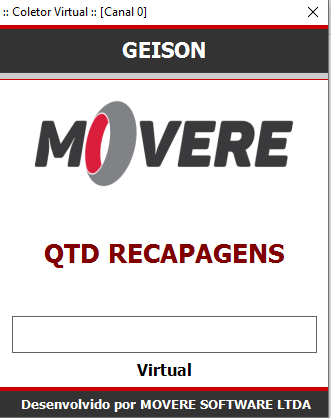 :: Coletor Virtual :: [Canal 0]
GEISON
MOVERE
QTD RECAPAGENS
Virtual
Desenvolvido por MOVERE SOFTWARE LTDA